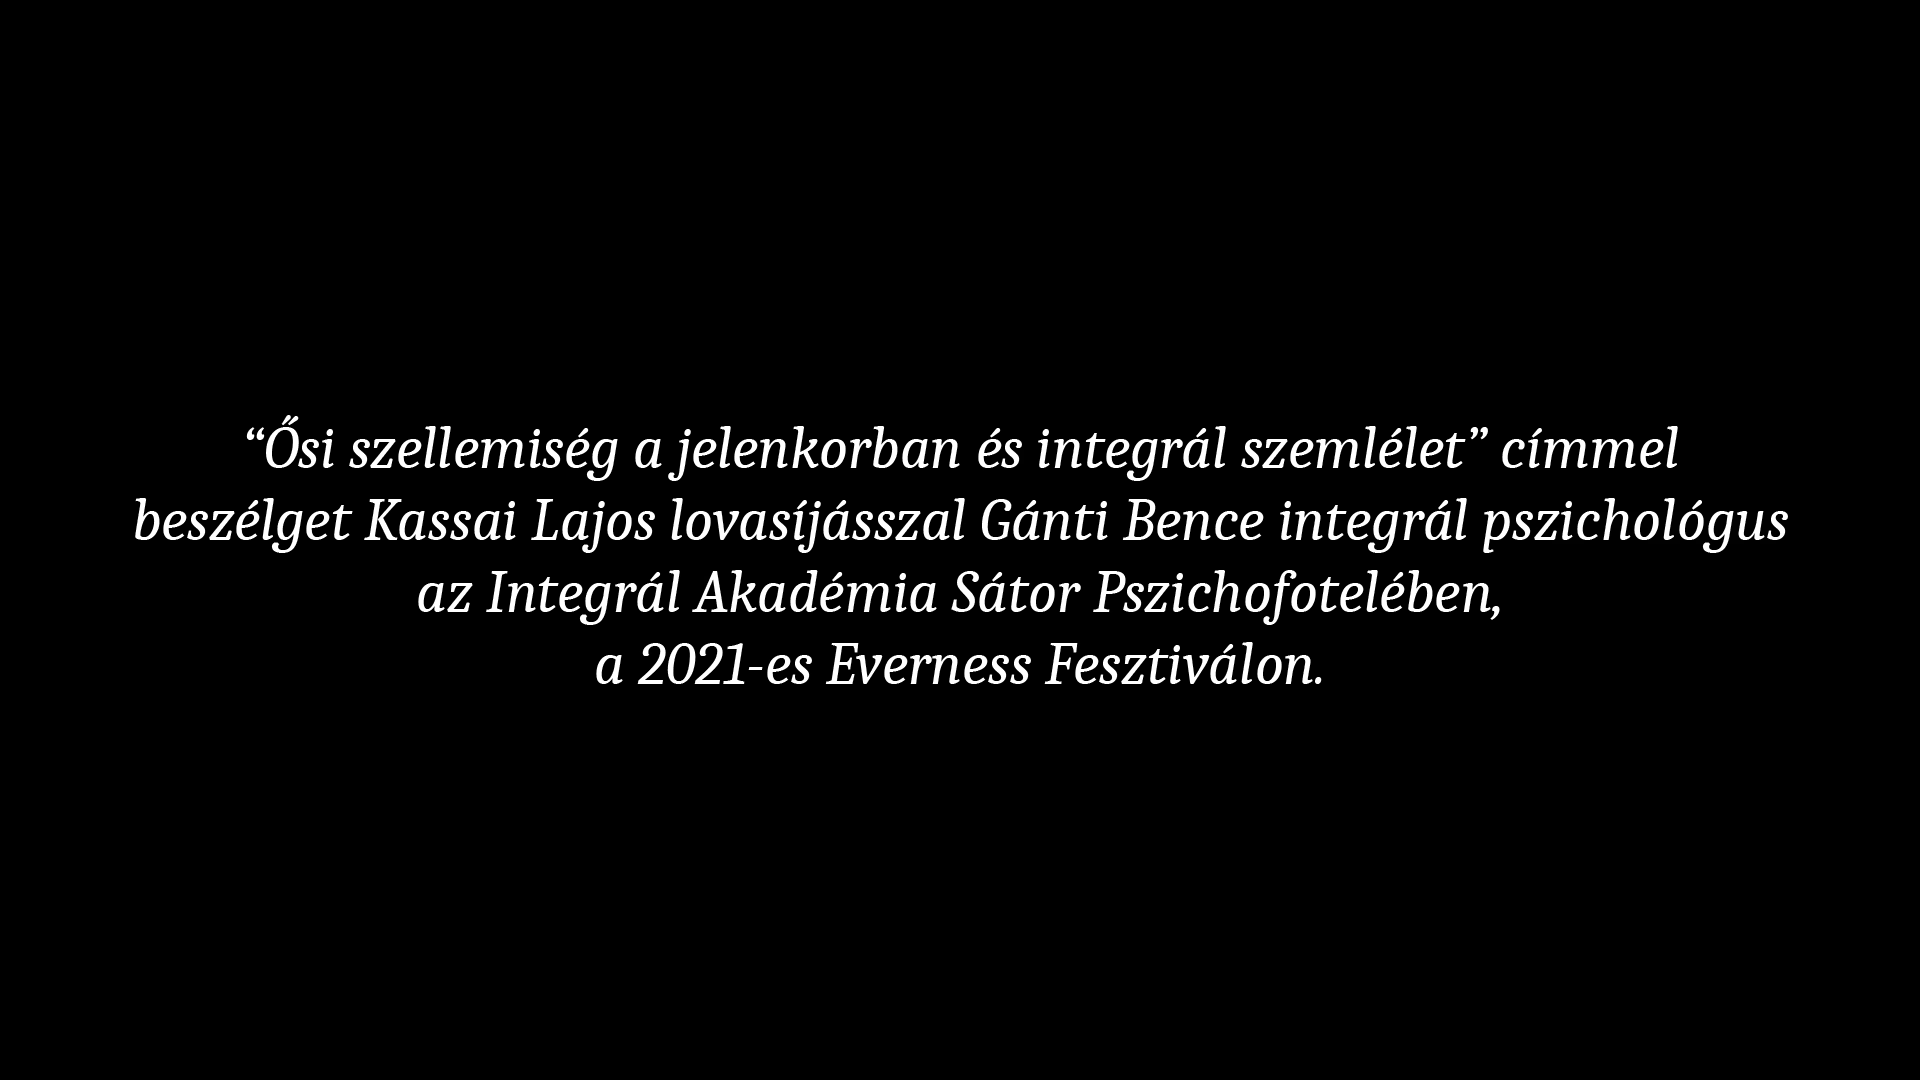 “Ősi szellemiség a jelenkorban és integrál szemlélet” címmel
beszélget Kassai Lajos lovasíjásszal Gánti Bence integrál pszichológus
az Integrál Akadémia Sátor Pszichofotelében,
a 2021-es Everness Fesztiválon.